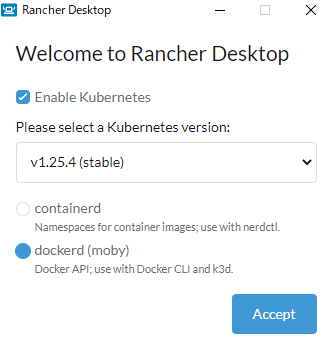 Rancher Desktop
Welcome to Rancher Desktop
Enable Kubernetes
Please select a Kubernetes version:
v1.25.4 (stable)
containerd
Namespaces for container images; use with nerdctl.
dockerd (moby)
Docker API; use with Docker CLI and k3d.
Accept